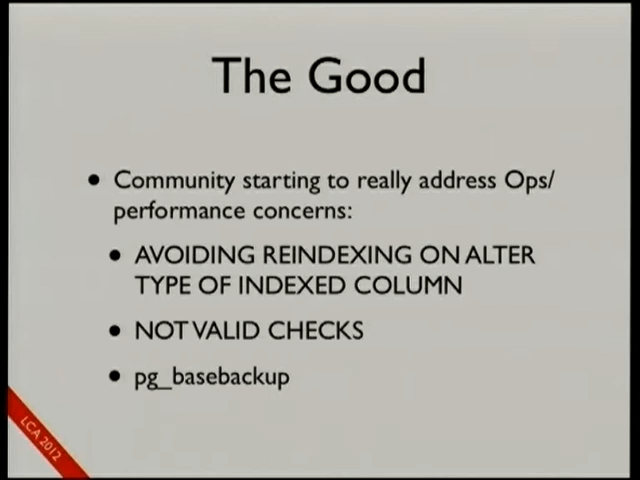 The Good
• Community starting to really address Ops/
performance concerns:
• AVOIDING REINDEXING ON ALTER
TYPE OF INDEXED COLUMN
• NOT VALID CHECKS
• pg_basebackup
LCA 2012